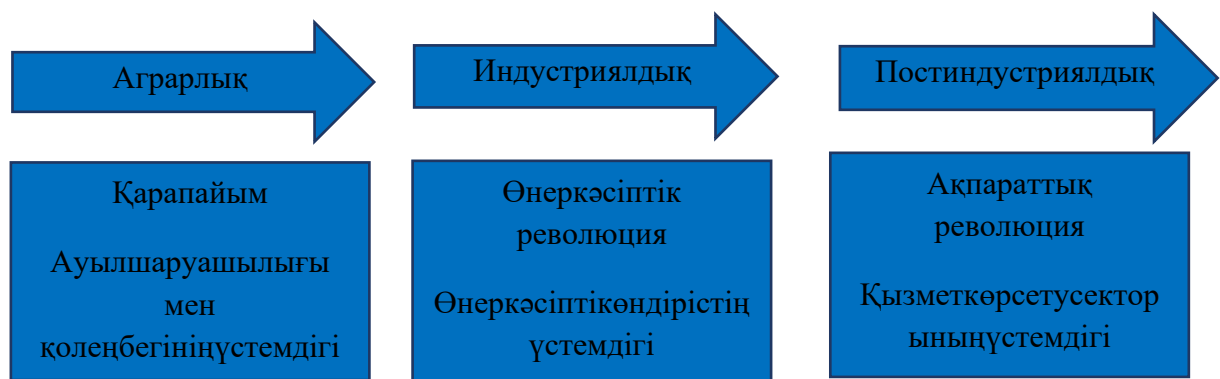 Аграрлық
Индустриялдық
Постиндустриялдық
Қарапайым
Ауылшаруашылығы
мен
қолеңбегініңүстемдігі
Өнеркәсіптік
революция
Өнеркәсіптікөндірістің
үстемдігі
Ақпараттық
революция
Қызметкөрсетусектор
ыныңүстемдігі